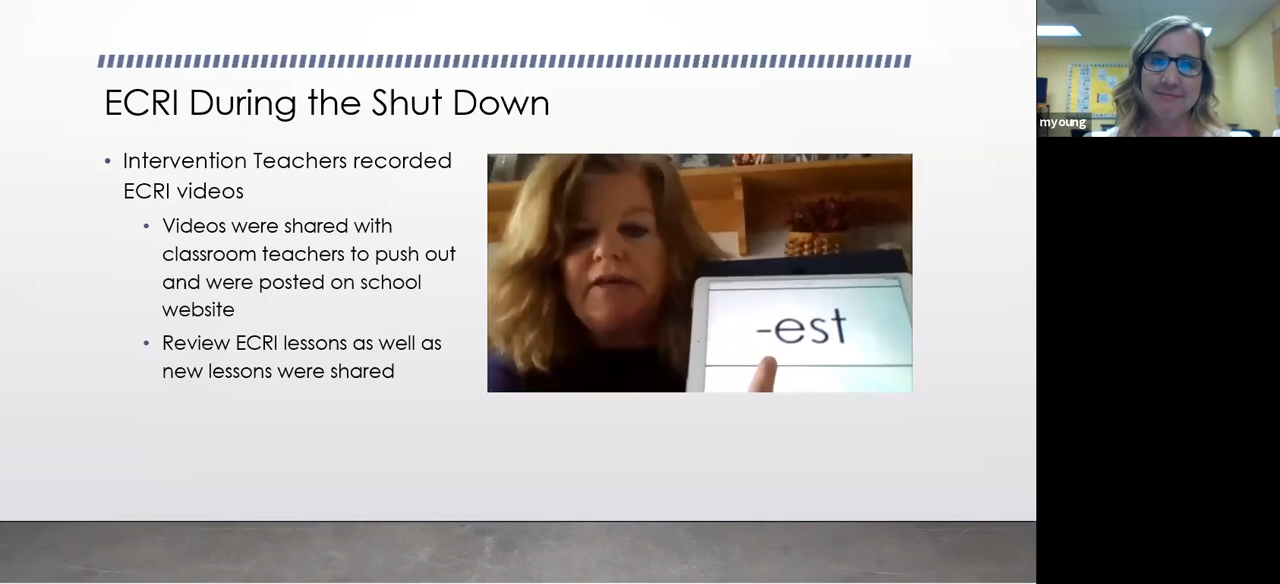 ECRI During the Shut Down
• Intervention Teachers recorded
ECRI videos
• Videos were shared with
classroom teachers to push out
and were posted on school
website
• Review ECRI lessons as well as
new lessons were shared
-est
myoung